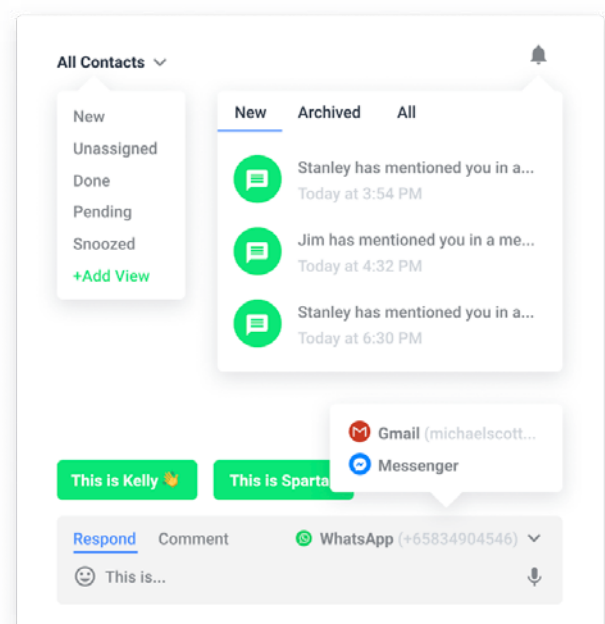 All Contacts
New
Unassigned
Done
Pending
Snoozed
+Add View
New Archived All
Stanley has mentioned you in a...
Today at 3:54 PM
Jim has mentioned you in a me...
Today at 4:32 PM
Stanley has mentioned you in a...
Today at 6:30 PM
Gmail (michaelscott...
Messenger
This is Kelly 👋
This is Sparta
Respond Comment WhatsApp (+65834904546)
This is...